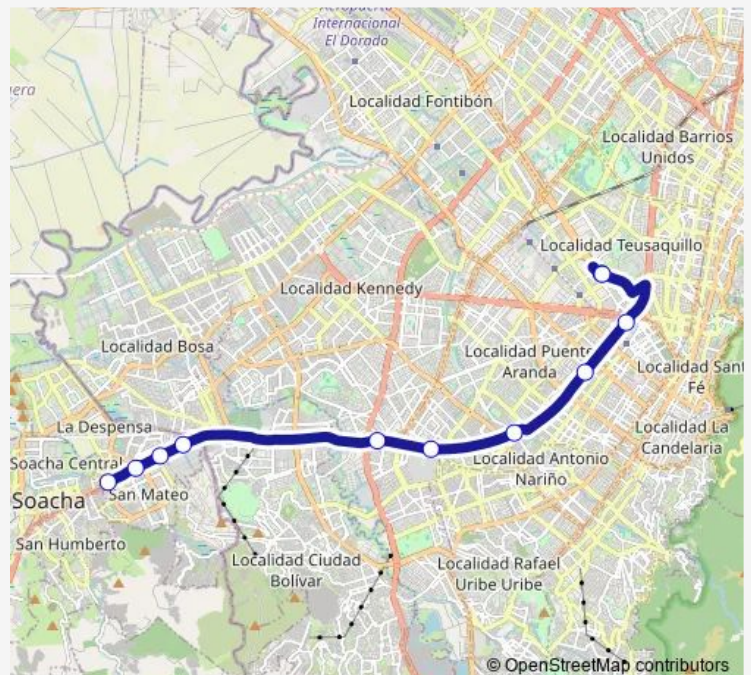 Internacional
El Dorado
Localidad Fontibón
Localidad Barrios
Unidos
Localidad Teusaquillo
Localidad Kennedy
Localidad Bosa
Localidad Puente
Aranda
Localidad Sant
Fé
La Despensa
Localidad La
Candelaria
Soacha Central
Localidad Antonio
Nariño
Soacha
San Mateo
San Humberto
Localidad Ciudad
Bolívar
Localidad Rafael
Uribe Uribe
© OpenStreetMap contributors